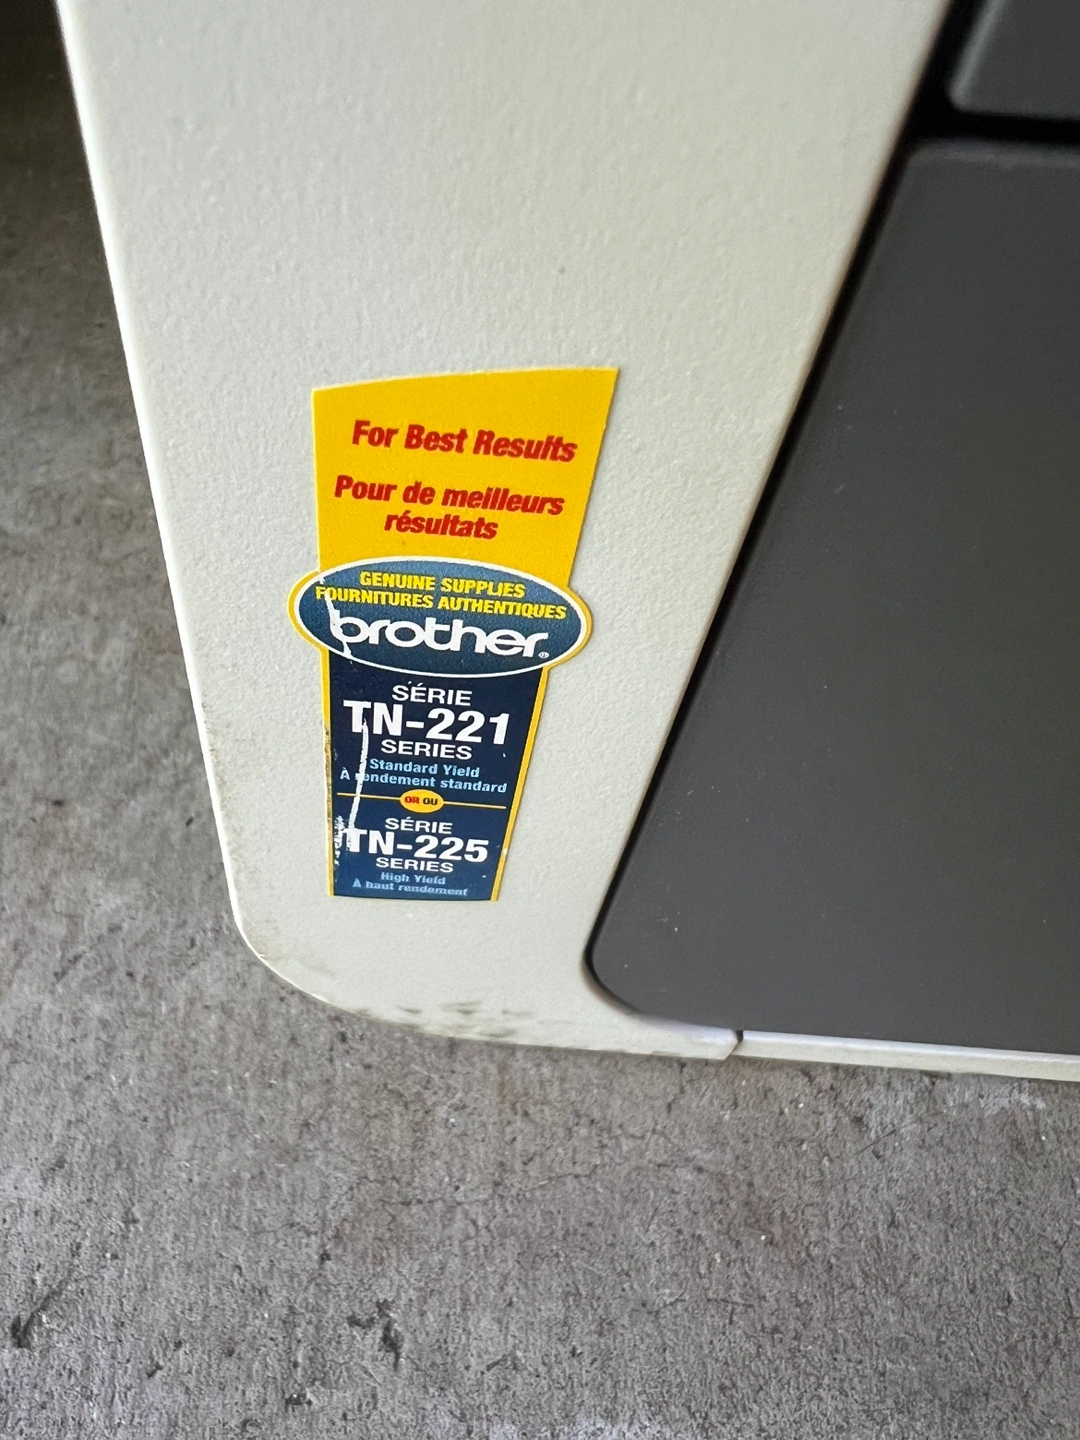 For Best Results
Pour de meilleurs
résultats
GENUINE SUPPLIES
FOURNITURES AUTHENTIQUES
brother®
SÉRIE
TN-221
SERIES
Standard Yield
À rendement standard
OR OU
SÉRIE
TN-225
SERIES
High Yield
À haut rendement